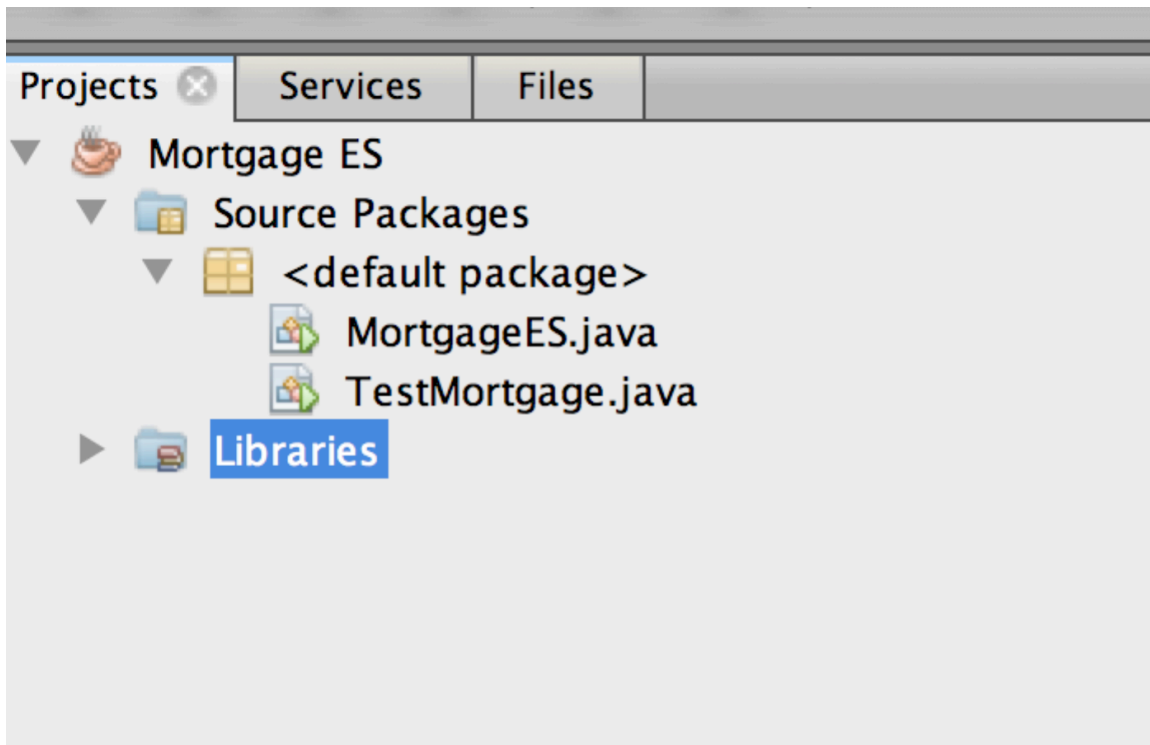 Projects Services Files
Mortgage ES
Source Packages
<default package>
MortgageES.java
TestMortgage.java
Libraries